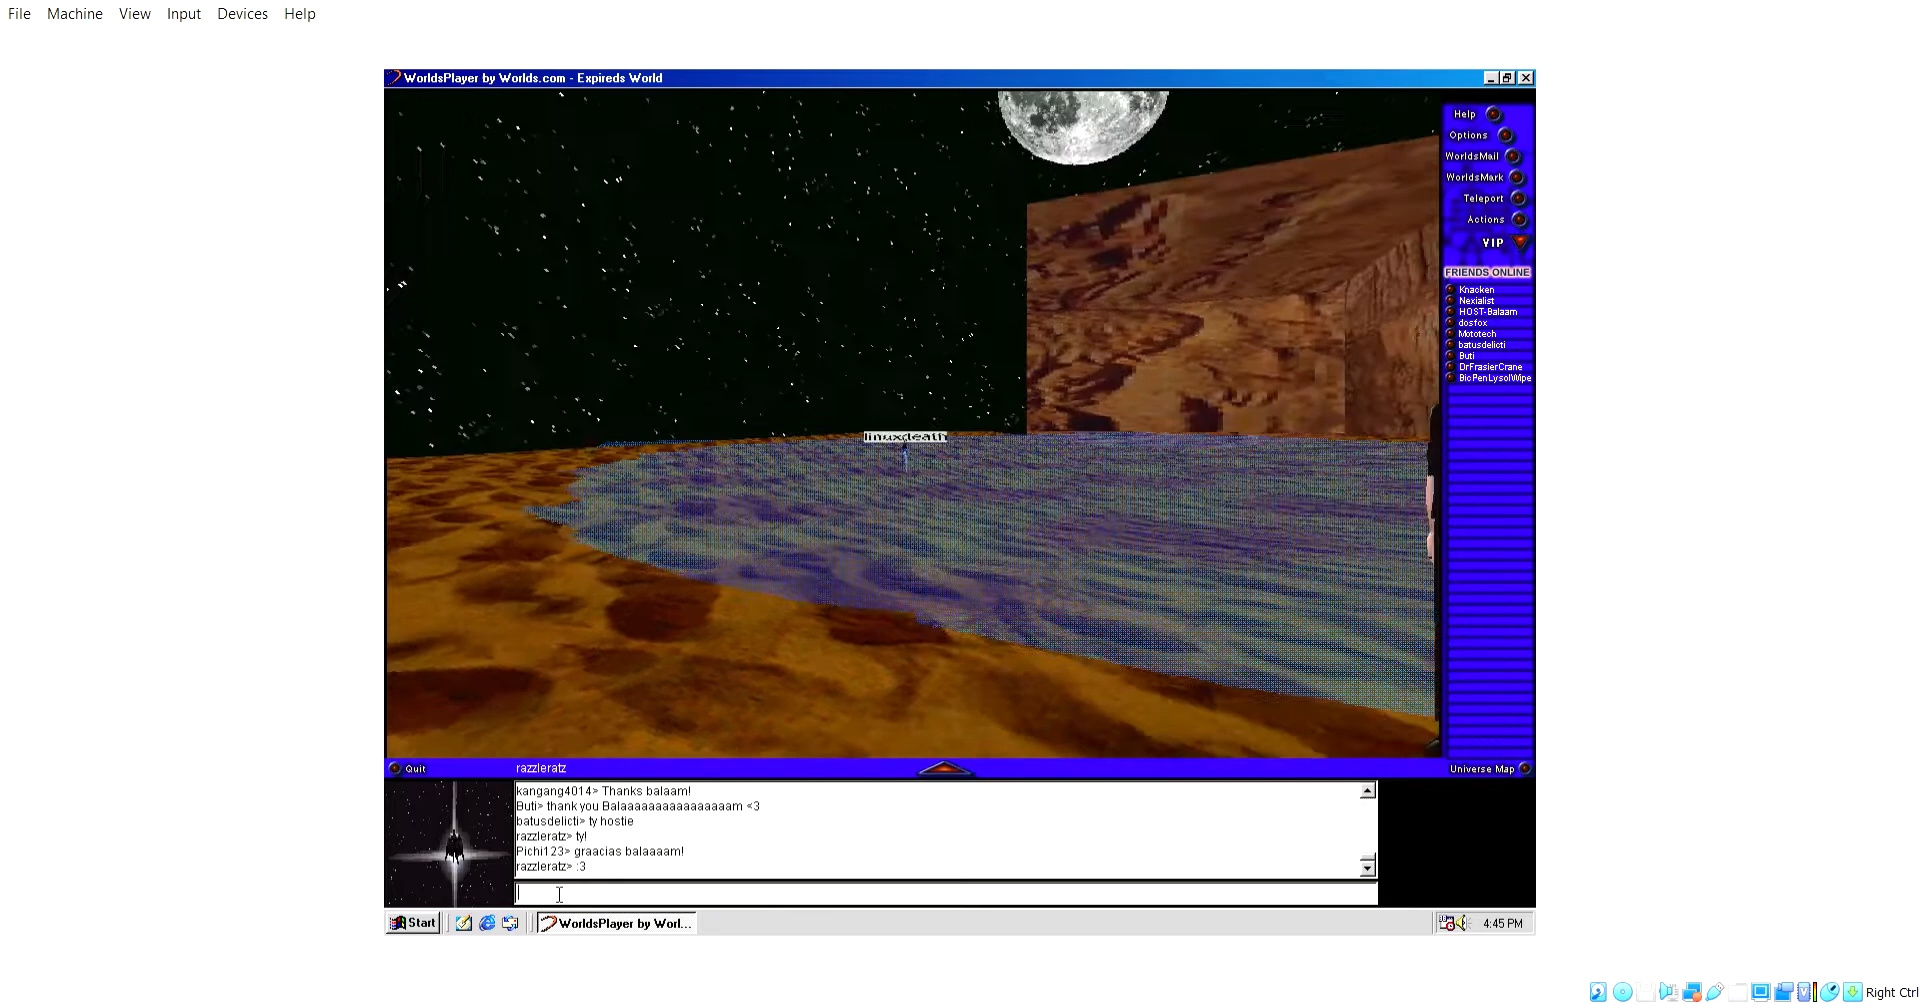 File Machine View Input Devices Help
WorldsPlayer by Worlds.com - Expireds World
Help
Options
WorldsMail
WorldsMark
Teleport
Actions
VIP
FRIENDS ONLINE
Knacken
Nexialist
HOST-Balaam
dosfox
Mototech
batusdelicti
Buti
DrFrasierCrane
BicPenLysolWipe
linuxdeath
Quit
razzleratz
Universe Map
kangang4014> Thanks balaam!
Buti> thank you Balaaaaaaaaaaaaaaaam <3
batusdelicti> ty hostie
razzleratz> ty!
Pichi123> graacias balaaaam!
razzleratz> :3
Start
WorldsPlayer by Worl...
4:45 PM
Right Ctrl